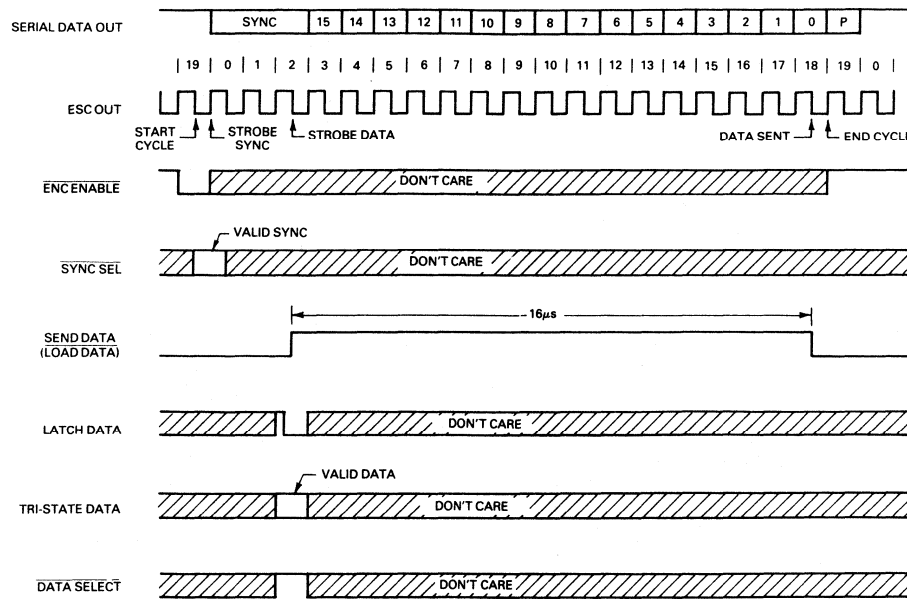 SERIAL DATA OUT SYNC 15 14 13 12 11 10 9 8 7 6 5 4 3 2 1 0 P
19 0 1 2 3 4 5 6 7 8 9 10 11 12 13 14 15 16 17 18 19 0
ESC OUT
START CYCLE STROBE SYNC STROBE DATA DATA SENT END CYCLE
ENC ENABLE DON'T CARE
VALID SYNC
SYNC SEL DON'T CARE
16μs
SEND DATA
(LOAD DATA)
LATCH DATA DON'T CARE
VALID DATA
TRI-STATE DATA DON'T CARE
DATA SELECT DON'T CARE